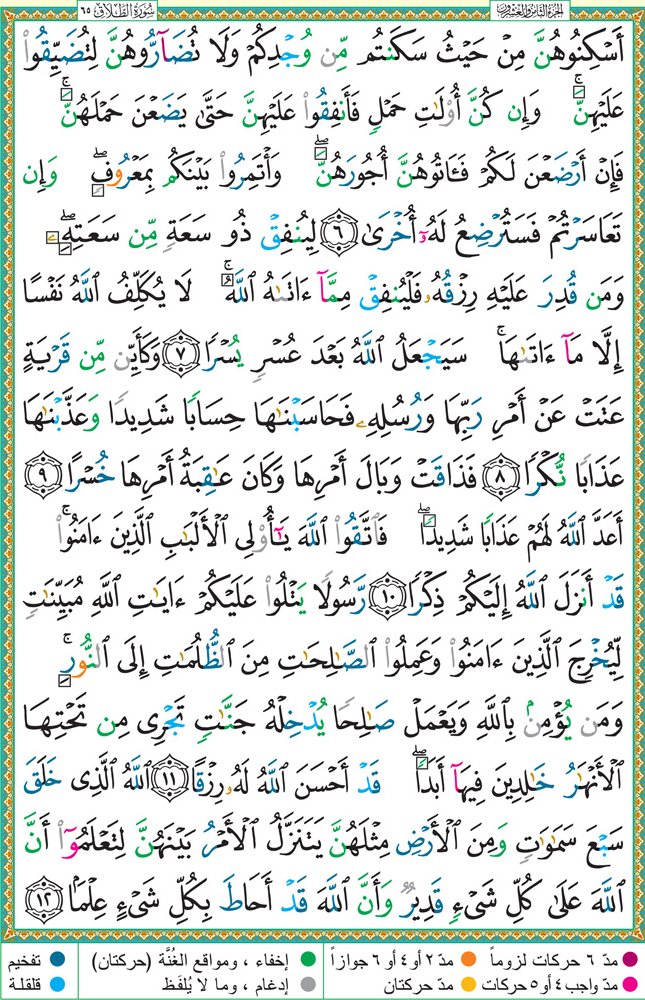 سُورَةُ الطَّلَاقِ ٦٥
الجزء الثامن والعشرون
أَسْكِنُوهُنَّ مِنْ حَيْثُ سَكَنتُم مِّن وُجْدِكُمْ وَلَا تُضَآرُّوهُنَّ لِتُضَيِّقُوا۟
عَلَيْهِنَّ ۚ وَإِن كُنَّ أُو۟لَٰتِ حَمْلٍ فَأَنفِقُوا۟ عَلَيْهِنَّ حَتَّىٰ يَضَعْنَ حَمْلَهُنَّ ۚ
فَإِنْ أَرْضَعْنَ لَكُمْ فَـَٔاتُوهُنَّ أُجُورَهُنَّ ۖ وَأْتَمِرُوا۟ بَيْنَكُم بِمَعْرُوفٍ ۖ وَإِن
تَعَاسَرْتُمْ فَسَتُرْضِعُ لَهُۥٓ أُخْرَىٰ ٦ لِيُنفِقْ ذُو سَعَةٍ مِّن سَعَتِهِۦ ۖ
وَمَن قُدِرَ عَلَيْهِ رِزْقُهُۥ فَلْيُنفِقْ مِمَّآ ءَاتَىٰهُ ٱللَّهُ ۚ لَا يُكَلِّفُ ٱللَّهُ نَفْسًا
إِلَّا مَآ ءَاتَىٰهَا ۚ سَيَجْعَلُ ٱللَّهُ بَعْدَ عُسْرٍ يُسْرًا ٧ وَكَأَيِّن مِّن قَرْيَةٍ
عَتَتْ عَنْ أَمْرِ رَبِّهَا وَرُسُلِهِۦ فَحَاسَبْنَٰهَا حِسَابًا شَدِيدًا وَعَذَّبْنَٰهَا
عَذَابًا نُّكْرًا ٨ فَذَاقَتْ وَبَالَ أَمْرِهَا وَكَانَ عَٰقِبَةُ أَمْرِهَا خُسْرًا ٩
أَعَدَّ ٱللَّهُ لَهُمْ عَذَابًا شَدِيدًا ۖ فَٱتَّقُوا۟ ٱللَّهَ يَٰٓأُو۟لِى ٱلْأَلْبَٰبِ ٱلَّذِينَ ءَامَنُوا۟ ۚ
قَدْ أَنزَلَ ٱللَّهُ إِلَيْكُمْ ذِكْرًا ١٠ رَّسُولًا يَتْلُوا۟ عَلَيْكُمْ ءَايَٰتِ ٱللَّهِ مُبَيِّنَٰتٍ
لِّيُخْرِجَ ٱلَّذِينَ ءَامَنُوا۟ وَعَمِلُوا۟ ٱلصَّٰلِحَٰتِ مِنَ ٱلظُّلُمَٰتِ إِلَى ٱلنُّورِ ۚ
وَمَن يُؤْمِنۢ بِٱللَّهِ وَيَعْمَلْ صَٰلِحًا يُدْخِلْهُ جَنَّٰتٍ تَجْرِى مِن تَحْتِهَا
ٱلْأَنْهَٰرُ خَٰلِدِينَ فِيهَآ أَبَدًا ۖ قَدْ أَحْسَنَ ٱللَّهُ لَهُۥ رِزْقًا ١١ ٱللَّهُ ٱلَّذِى خَلَقَ
سَبْعَ سَمَٰوَٰتٍ وَمِنَ ٱلْأَرْضِ مِثْلَهُنَّ يَتَنَزَّلُ ٱلْأَمْرُ بَيْنَهُنَّ لِتَعْلَمُوٓا۟ أَنَّ
ٱللَّهَ عَلَىٰ كُلِّ شَىْءٍ قَدِيرٌ وَأَنَّ ٱللَّهَ قَدْ أَحَاطَ بِكُلِّ شَىْءٍ عِلْمًۢا ١٢
مدّ ٦ حركات لزوماً مدّ ٢ أو ٤ أو ٦ جوازاً إخفاء ، ومواقع الغُنَّة (حركتان) تفخيم
مدّ واجب ٤ أو ٥ حركات مدّ حركتان إدغام ، وما لا يُلفَظ قلقلة